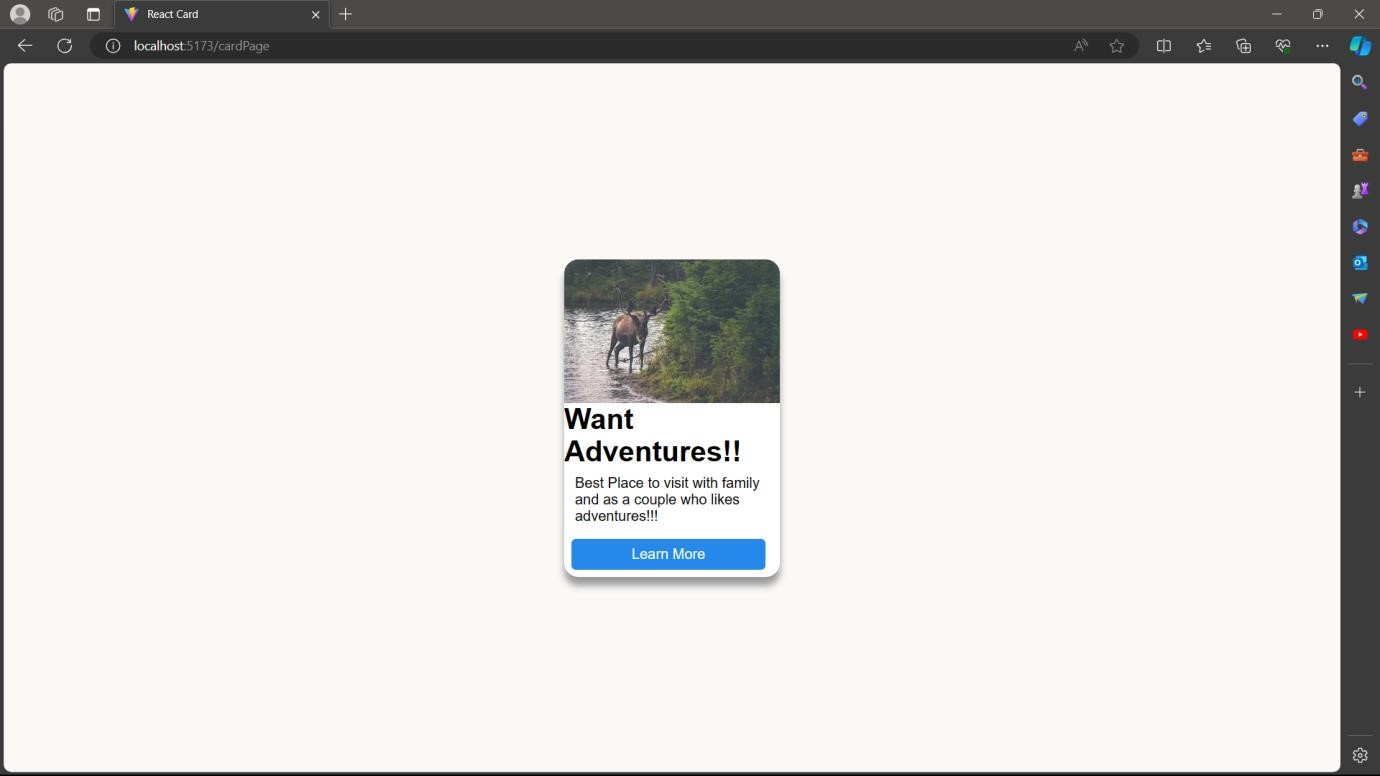 React Card
localhost:5173/cardPage
Want
Adventures!!
Best Place to visit with family
and as a couple who likes
adventures!!!
Learn More